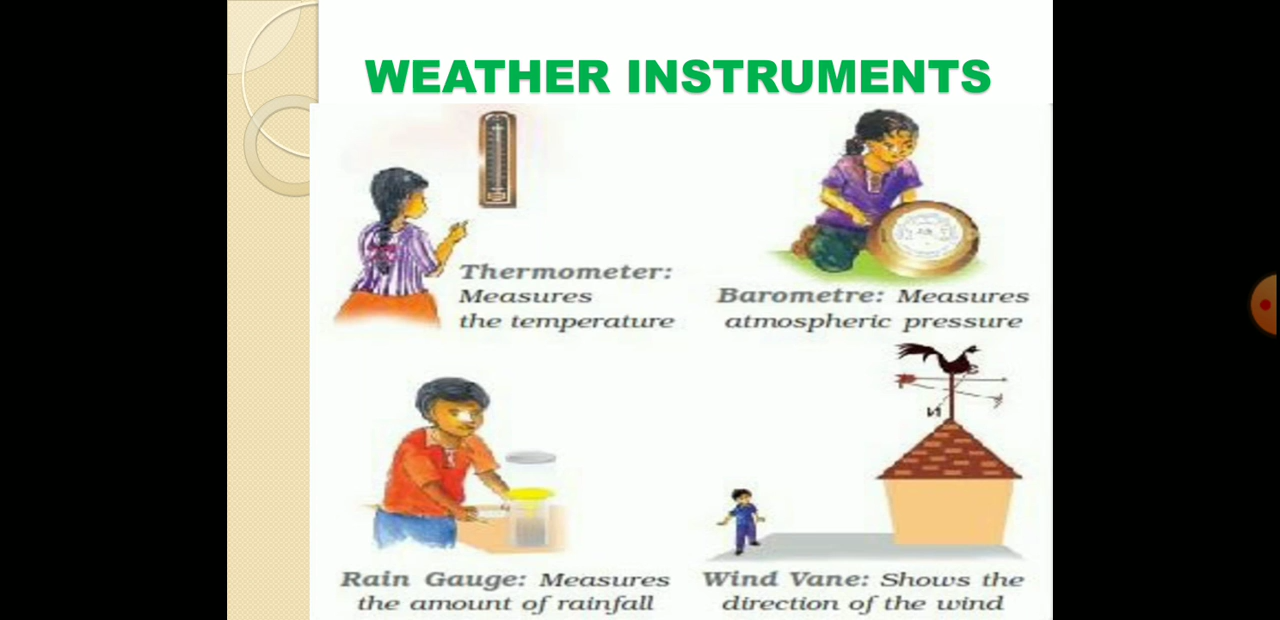 WEATHER INSTRUMENTS
Thermometer:
Measures
the temperature
Barometre: Measures
atmospheric pressure
N
Rain Gauge: Measures
the amount of rainfall
Wind Vane: Shows the
direction of the wind